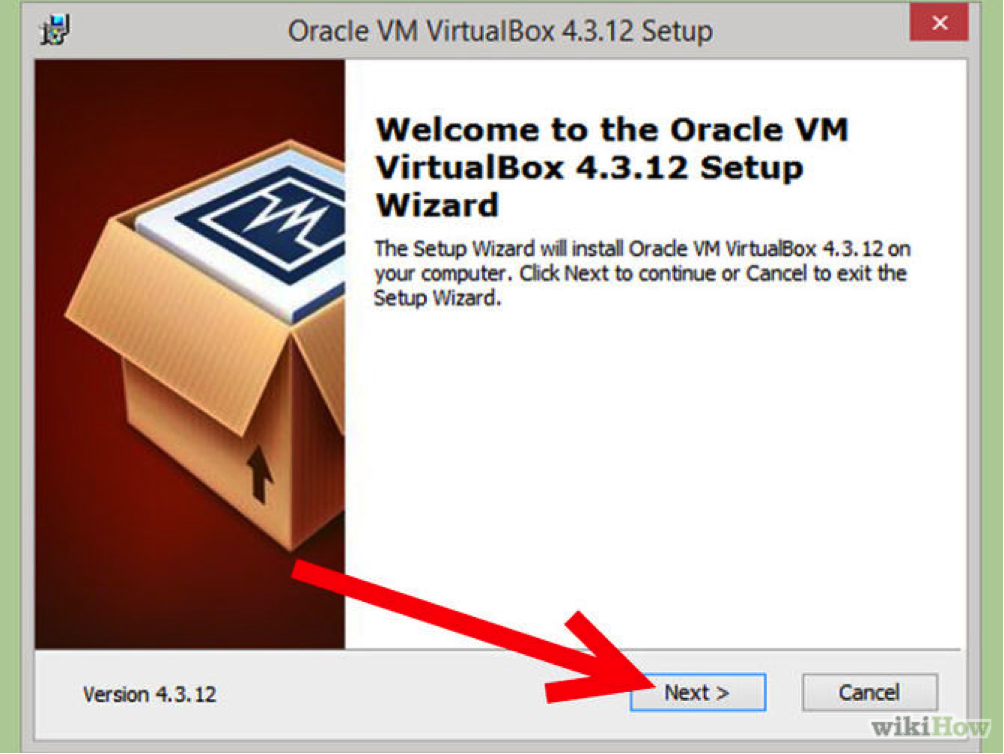 Oracle VM VirtualBox 4.3.12 Setup
Welcome to the Oracle VM
VirtualBox 4.3.12 Setup
Wizard
The Setup Wizard will install Oracle VM VirtualBox 4.3.12 on
your computer. Click Next to continue or Cancel to exit the
Setup Wizard.
Version 4.3.12
Next >
Cancel
wikiHow